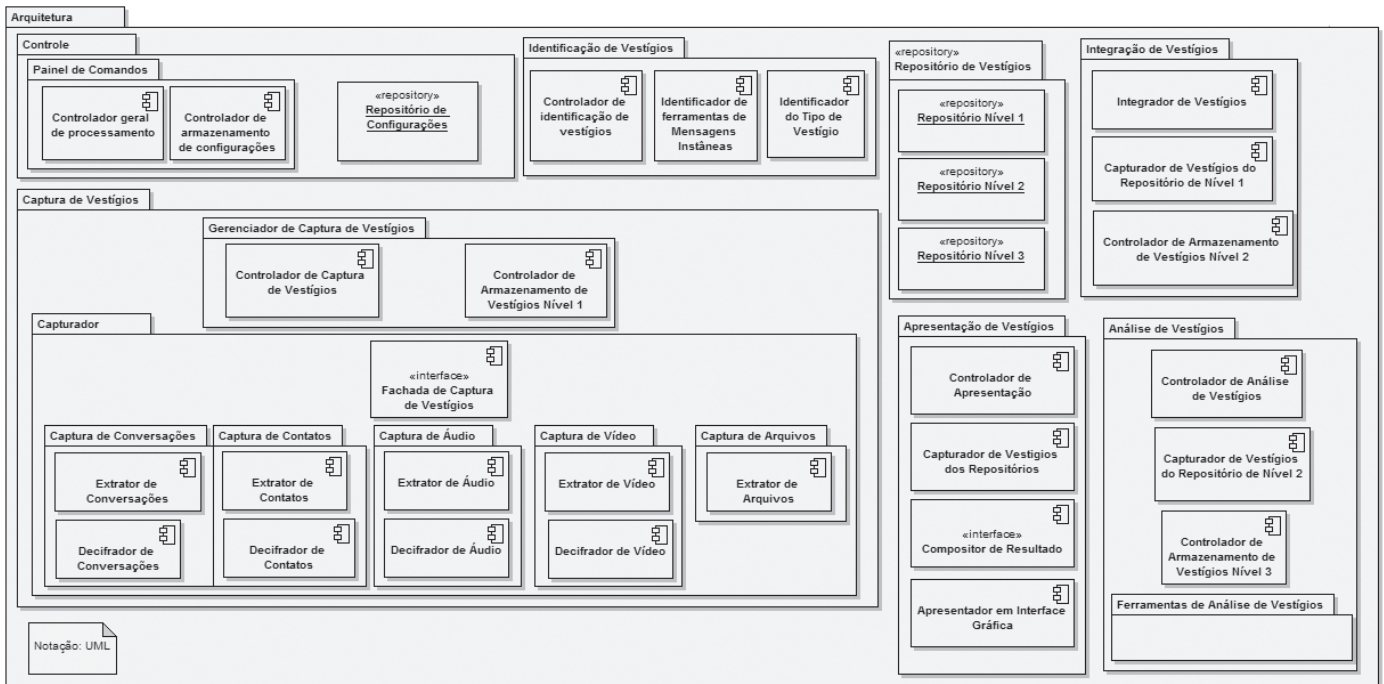 Arquitetura
Controle
Painel de Comandos
Controlador geral
de processamento
Controlador de
armazenamento
de configurações
«repository»
Repositório de
Configurações
Identificação de Vestígios
Controlador de
identificação de
vestígios
Identificador de
ferramentas de
Mensagens
Instâneas
Identificador
do Tipo de
Vestígio
«repository»
Repositório de Vestígios
«repository»
Repositório Nível 1
«repository»
Repositório Nível 2
«repository»
Repositório Nível 3
Integração de Vestígios
Integrador de Vestígios
Capturador de Vestígios do
Repositório de Nível 1
Controlador de Armazenamento
de Vestígios Nível 2
Captura de Vestígios
Gerenciador de Captura de Vestígios
Controlador de Captura
de Vestígios
Controlador de
Armazenamento de
Vestígios Nível 1
Capturador
«interface»
Fachada de Captura
de Vestígios
Captura de Conversações
Extrator de
Conversações
Decifrador de
Conversações
Captura de Contatos
Extrator de
Contatos
Decifrador de
Contatos
Captura de Áudio
Extrator de Áudio
Decifrador de Áudio
Captura de Vídeo
Extrator de Vídeo
Decifrador de Vídeo
Captura de Arquivos
Extrator de
Arquivos
Apresentação de Vestígios
Controlador de
Apresentação
Capturador de Vestigios
dos Repositórios
«interface»
Compositor de Resultado
Apresentador em Interface
Gráfica
Análise de Vestígios
Controlador de Análise
de Vestígios
Capturador de Vestígios
do Repositório de Nível 2
Controlador de
Armazenamento de
Vestígios Nível 3
Ferramentas de Análise de Vestígios
Notação: UML